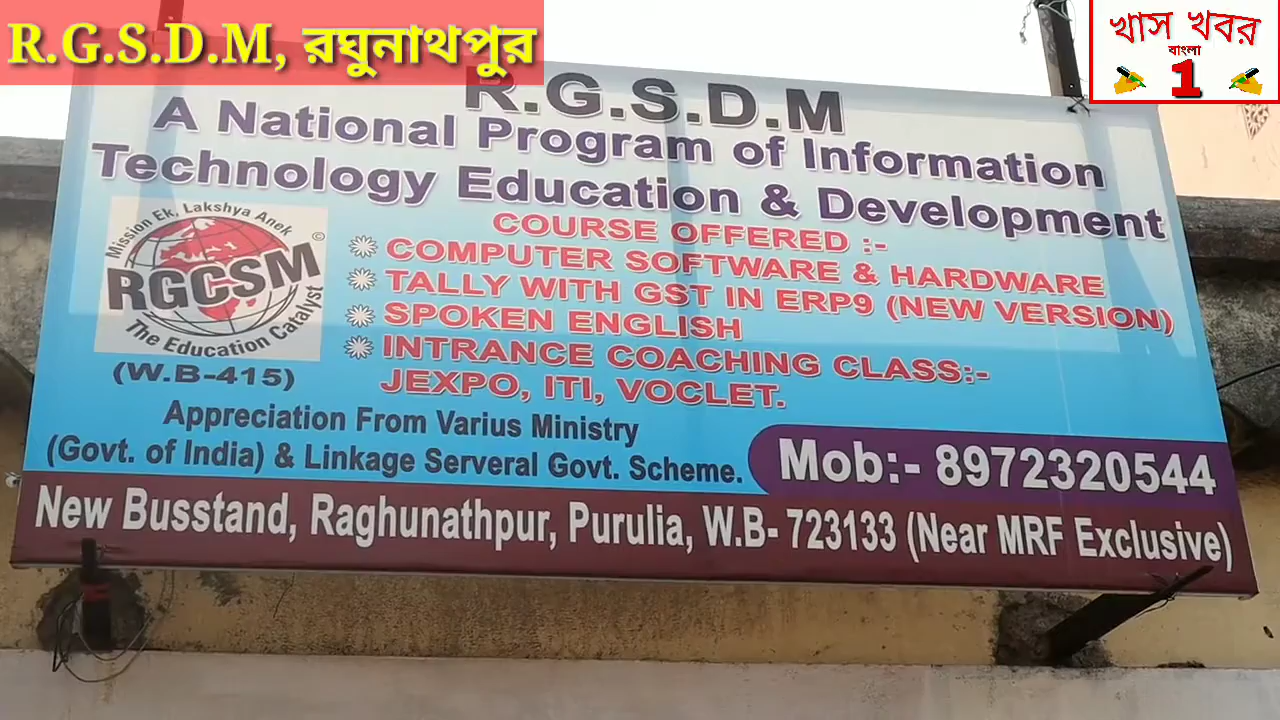 R.G.S.D.M, রঘুনাথপুর
খাস খবর
বাংলা
1
R.G.S.D.M
A National Program of Information
Technology Education & Development
Mission Ek, Lakshya Anek
©
RGCSM
The Education Catalyst
(W.B-415)
COURSE OFFERED :-
COMPUTER SOFTWARE & HARDWARE
TALLY WITH GST IN ERP9 (NEW VERSION)
SPOKEN ENGLISH
INTRANCE COACHING CLASS:-
JEXPO, ITI, VOCLET.
Appreciation From Varius Ministry
(Govt. of India) & Linkage Serveral Govt. Scheme.
Mob:- 8972320544
New Busstand, Raghunathpur, Purulia, W.B- 723133 (Near MRF Exclusive)